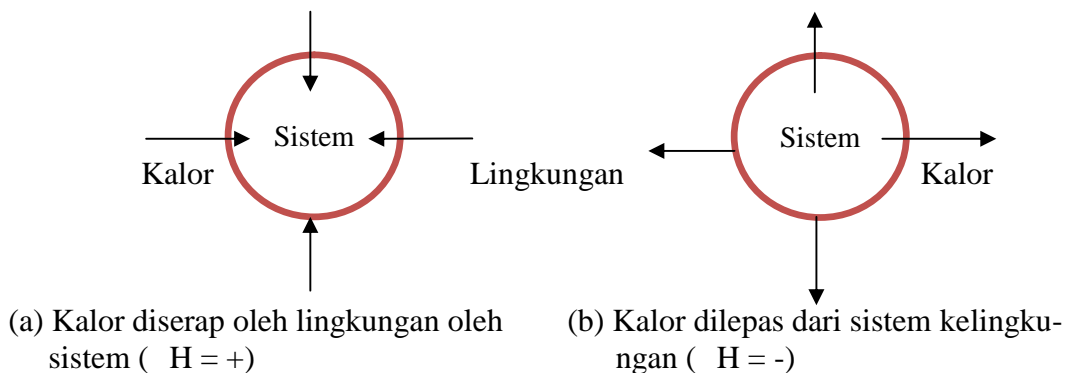 Sistem
Kalor
Lingkungan
Sistem
Kalor
(a) Kalor diserap oleh lingkungan oleh
sistem ( H = +)
(b) Kalor dilepas dari sistem kelingku-
ngan ( H = -)